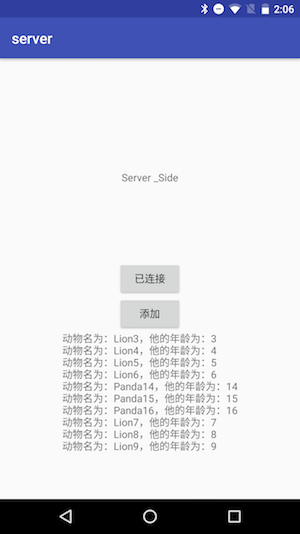 2:06
server
Server _Side
已连接
添加
动物名为：Lion3，他的年龄为：3
动物名为：Lion4，他的年龄为：4
动物名为：Lion5，他的年龄为：5
动物名为：Lion6，他的年龄为：6
动物名为：Panda14，他的年龄为：14
动物名为：Panda15，他的年龄为：15
动物名为：Panda16，他的年龄为：16
动物名为：Lion7，他的年龄为：7
动物名为：Lion8，他的年龄为：8
动物名为：Lion9，他的年龄为：9